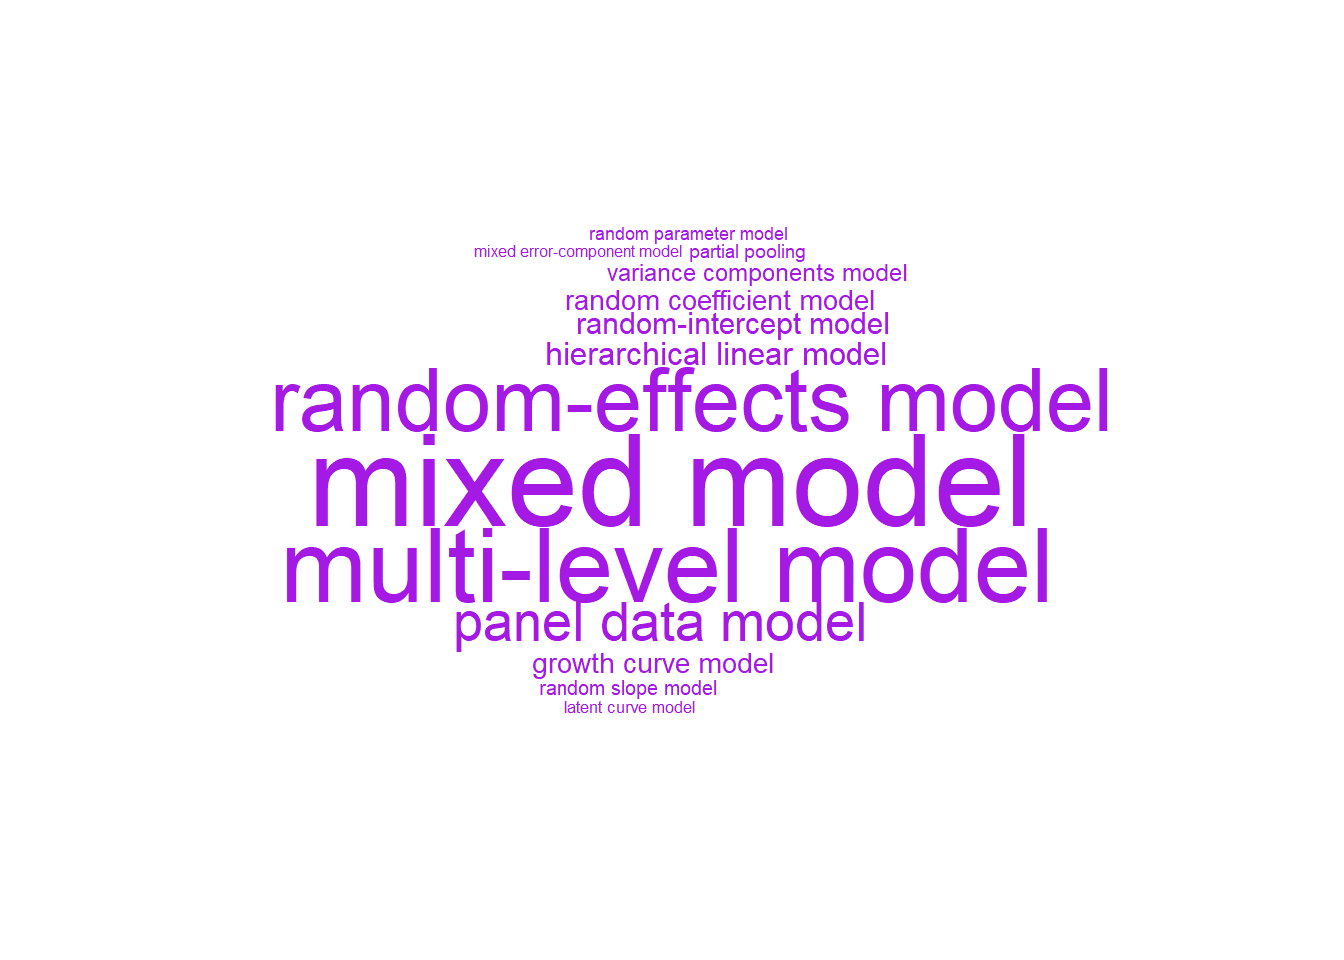 random parameter model
mixed error-component model partial pooling
variance components model
random coefficient model
random-intercept model
hierarchical linear model
random-effects model
mixed model
multi-level model
panel data model
growth curve model
random slope model
latent curve model